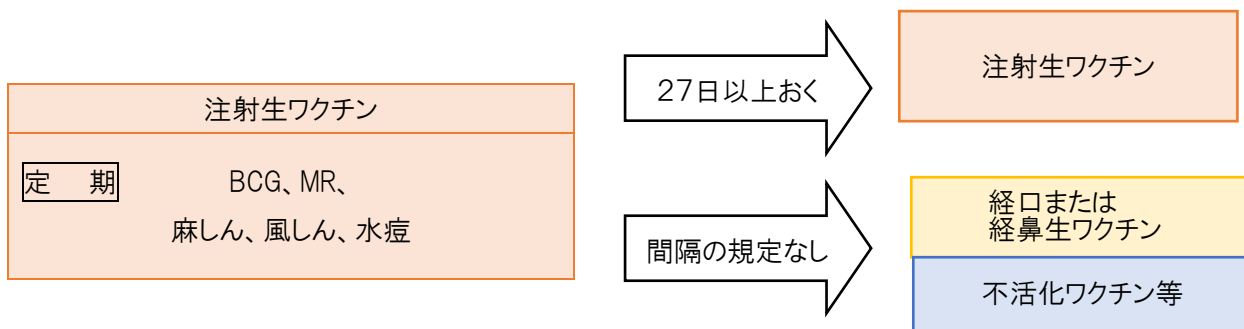 注射生ワクチン
定　期
BCG、MR、
麻しん、風しん、水痘
２７日以上おく
注射生ワクチン
間隔の規定なし
経口または
経鼻生ワクチン
不活化ワクチン等